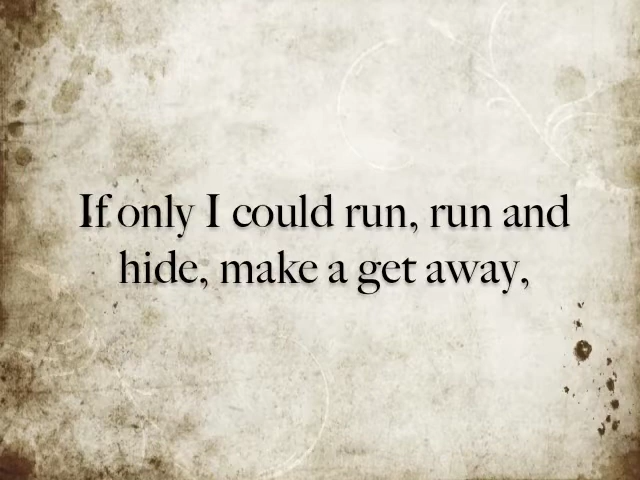 If only I could run, run and
hide, make a get away,